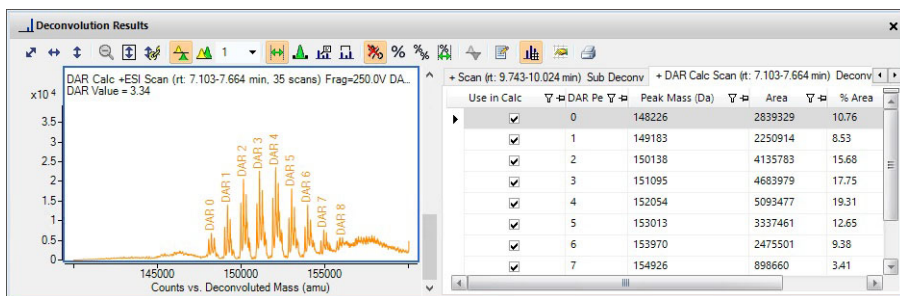 Deconvolution Results
1
DAR Calc +ESI Scan (rt: 7.103-7.664 min, 35 scans) Frag=250.0V DA...
DAR Value = 3.34
x10 4
3.5
3
2.5
2
1.5
1
0.5
0
DAR 0
DAR 1
DAR 2
DAR 3
DAR 4
DAR 5
DAR 6
DAR 7
DAR 8
145000 150000 155000
Counts vs. Deconvoluted Mass (amu)
+ Scan (rt: 9.743-10.024 min) Sub Deconv + DAR Calc Scan (rt: 7.103-7.664 min) Deconv
Use in Calc DAR Pe Peak Mass (Da) Area % Area
0 148226 2839329 10.76
1 149183 2250914 8.53
2 150138 4135783 15.68
3 151095 4683979 17.75
4 152054 5093477 19.31
5 153013 3337461 12.65
6 153970 2475501 9.38
7 154926 898660 3.41